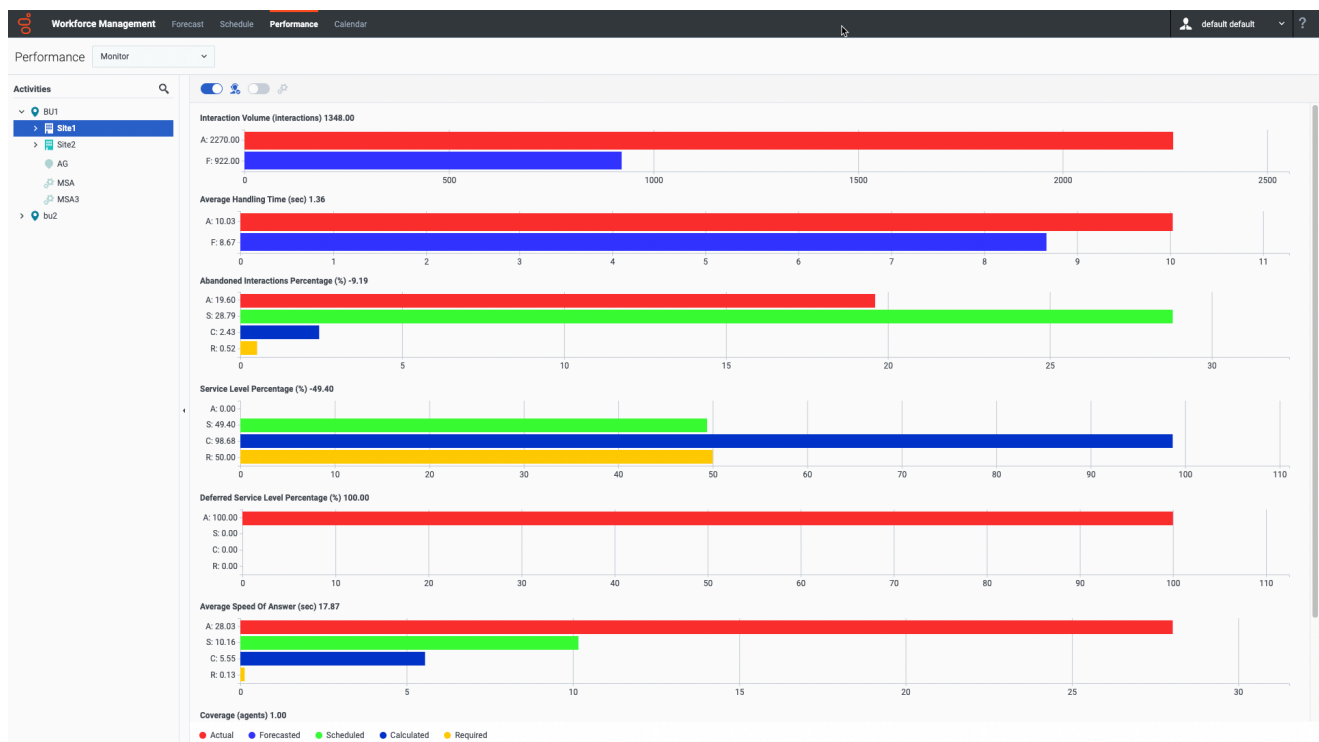 Workforce Management Forecast Schedule Performance Calendar default default ?
Performance Monitor
Activities
BU1
Site1
Site2
AG
MSA
MSA3
bu2
Interaction Volume (interactions) 1348.00
A: 2270.00
F: 922.00
0 500 1000 1500 2000 2500
Average Handling Time (sec) 1.36
A: 10.03
F: 8.67
0 1 2 3 4 5 6 7 8 9 10 11
Abandoned Interactions Percentage (%) -9.19
A: 19.60
S: 28.79
C: 2.43
R: 0.52
0 5 10 15 20 25 30
Service Level Percentage (%) -49.40
A: 0.00
S: 49.40
C: 98.68
R: 50.00
0 10 20 30 40 50 60 70 80 90 100 110
Deferred Service Level Percentage (%) 100.00
A: 100.00
S: 0.00
C: 0.00
R: 0.00
0 10 20 30 40 50 60 70 80 90 100 110
Average Speed Of Answer (sec) 17.87
A: 28.03
S: 10.16
C: 5.55
R: 0.13
0 5 10 15 20 25 30
Coverage (agents) 1.00
Actual Forecasted Scheduled Calculated Required